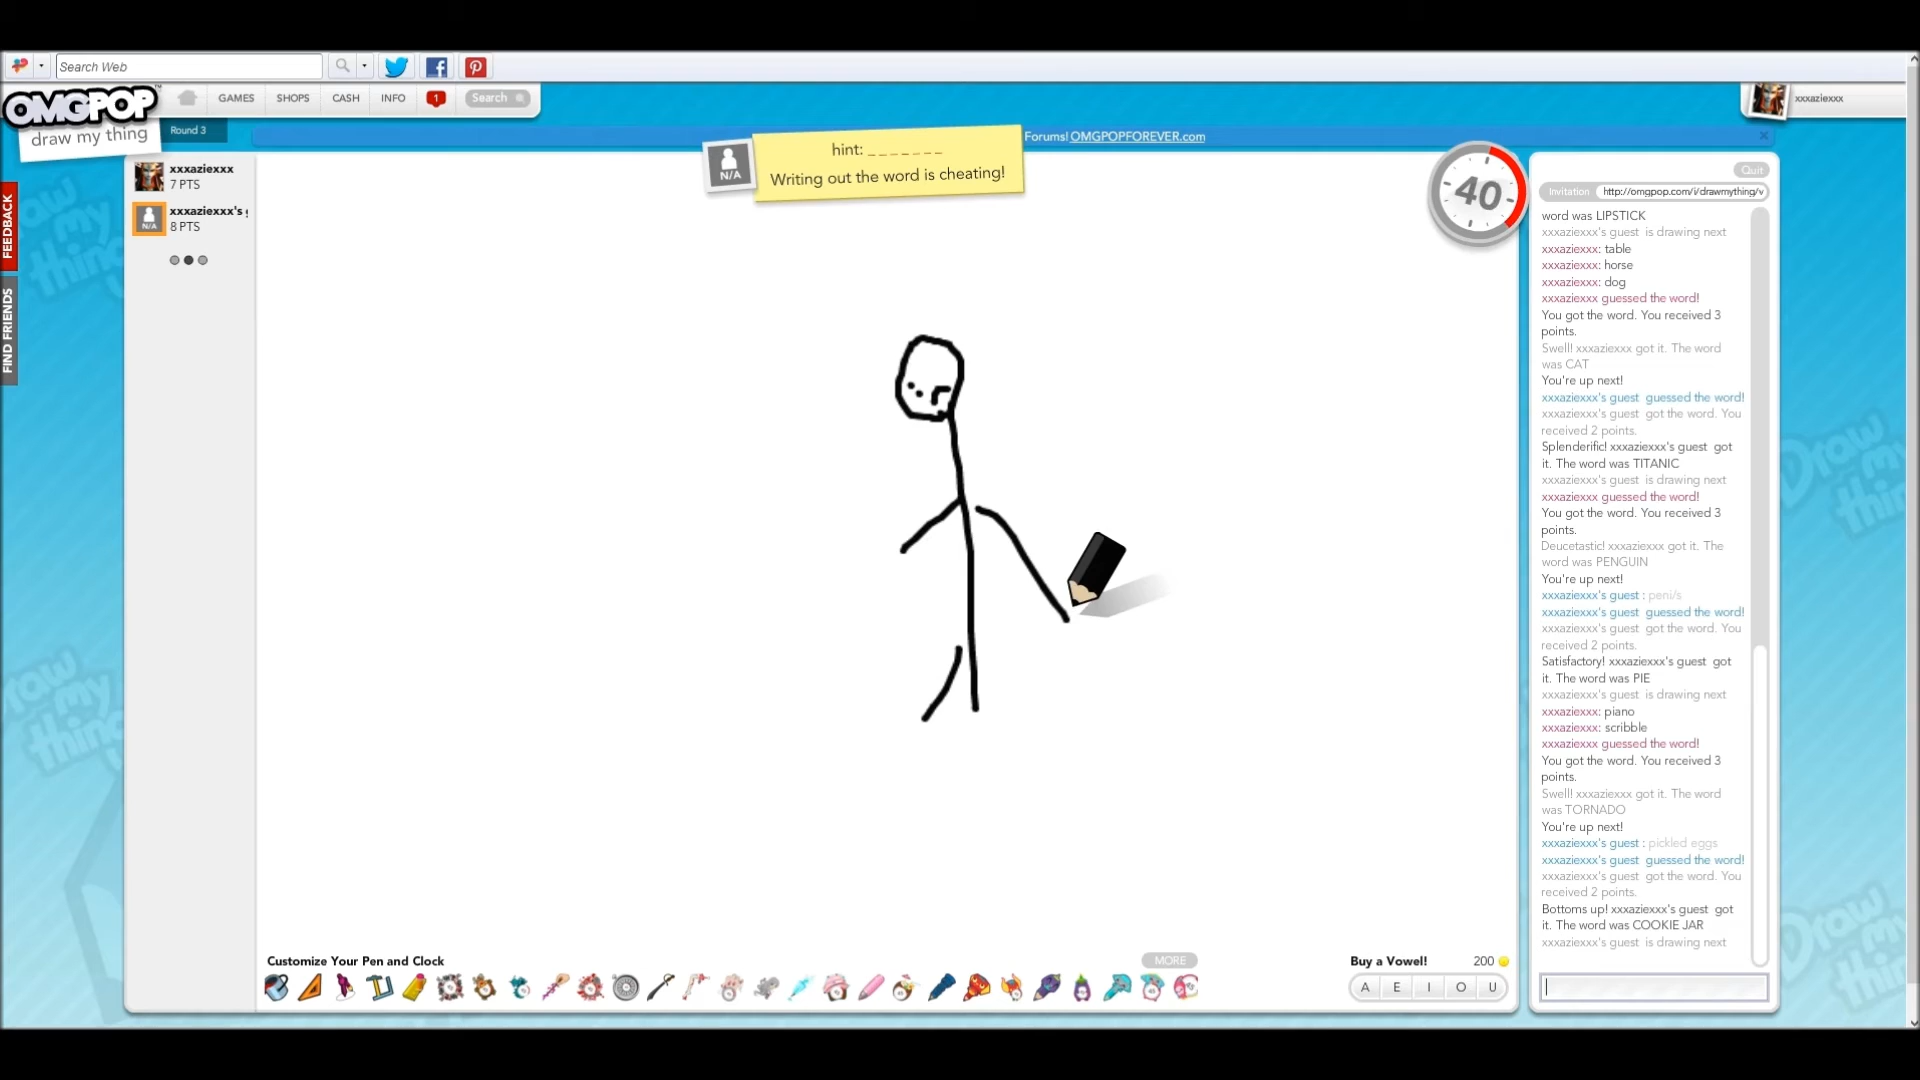 Search Web
OMGPOP
draw my thing
GAMES
SHOPS
CASH
INFO
1
Search
xxxaziexxx
Round 3
Forums! OMGPOPFOREVER.com
hint: _ _ _ _ _ _ _
Writing out the word is cheating!
N/A
40
FEEDBACK
FIND FRIENDS
xxxaziexxx
7 PTS
xxxaziexxx's
8 PTS
N/A
Quit
Invitation http://omgpop.com/i/drawmything/v
word was LIPSTICK
xxxaziexxx's guest is drawing next
xxxaziexxx: table
xxxaziexxx: horse
xxxaziexxx: dog
xxxaziexxx guessed the word!
You got the word. You received 3
points.
Swell! xxxaziexxx got it. The word
was CAT
You're up next!
xxxaziexxx's guest guessed the word!
xxxaziexxx's guest got the word. You
received 2 points.
Splenderific! xxxaziexxx's guest got
it. The word was TITANIC
xxxaziexxx's guest is drawing next
xxxaziexxx guessed the word!
You got the word. You received 3
points.
Deucetastic! xxxaziexxx got it. The
word was PENGUIN
You're up next!
xxxaziexxx's guest : peni/s
xxxaziexxx's guest guessed the word!
xxxaziexxx's guest got the word. You
received 2 points.
Satisfactory! xxxaziexxx's guest got
it. The word was PIE
xxxaziexxx's guest is drawing next
xxxaziexxx: piano
xxxaziexxx: scribble
xxxaziexxx guessed the word!
You got the word. You received 3
points.
Swell! xxxaziexxx got it. The word
was TORNADO
You're up next!
xxxaziexxx's guest : pickled eggs
xxxaziexxx's guest guessed the word!
xxxaziexxx's guest got the word. You
received 2 points.
Bottoms up! xxxaziexxx's guest got
it. The word was COOKIE JAR
xxxaziexxx's guest is drawing next
Customize Your Pen and Clock
MORE
Buy a Vowel!
200
A E I O U